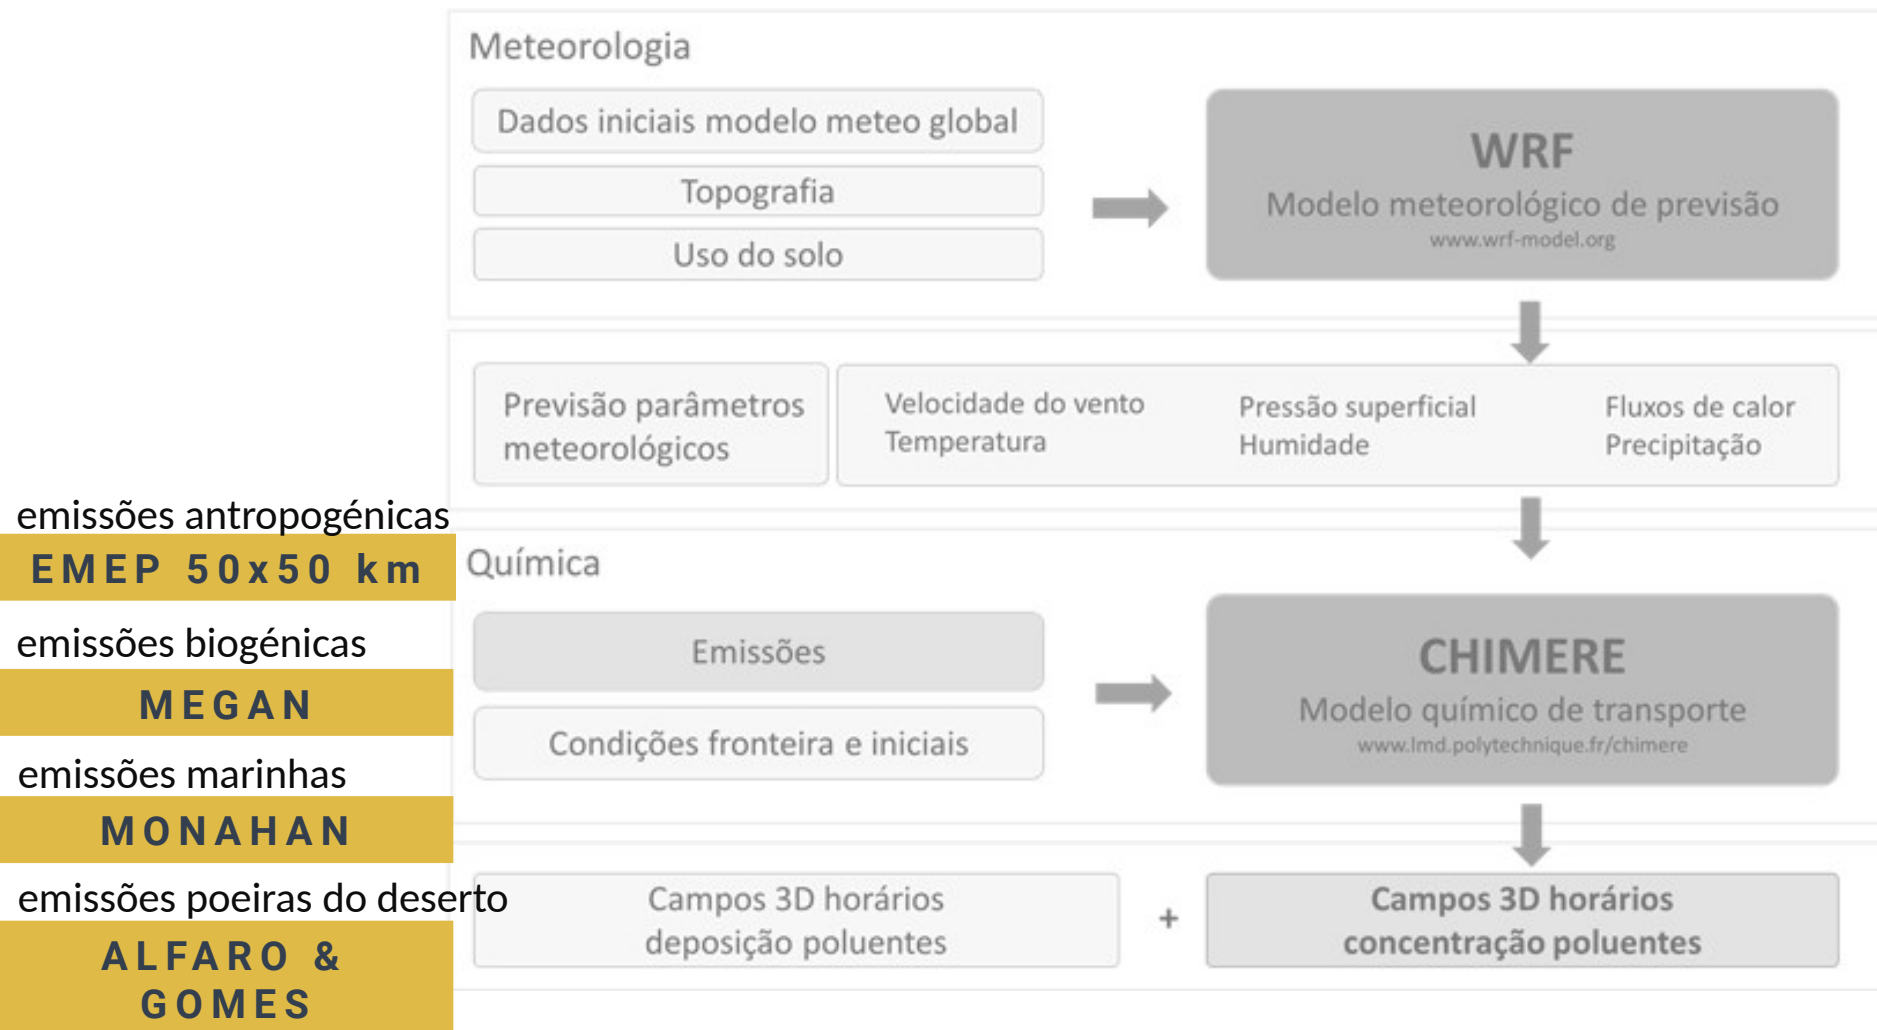 Meteorologia
Dados iniciais modelo meteo global
Topografia
Uso do solo
WRF
Modelo meteorológico de previsão
www.wrf-model.org
Previsão parâmetros
meteorológicos
Velocidade do vento
Temperatura
Pressão superficial
Humidade
Fluxos de calor
Precipitação
emissões antropogénicas
EMEP 50x50 km
emissões biogénicas
MEGAN
emissões marinhas
MONAHAN
emissões poeiras do deserto
ALFARO &
GOMES
Química
Emissões
Condições fronteira e iniciais
CHIMERE
Modelo químico de transporte
www.lmd.polytechnique.fr/chimere
Campos 3D horários
deposição poluentes
+
Campos 3D horários
concentração poluentes